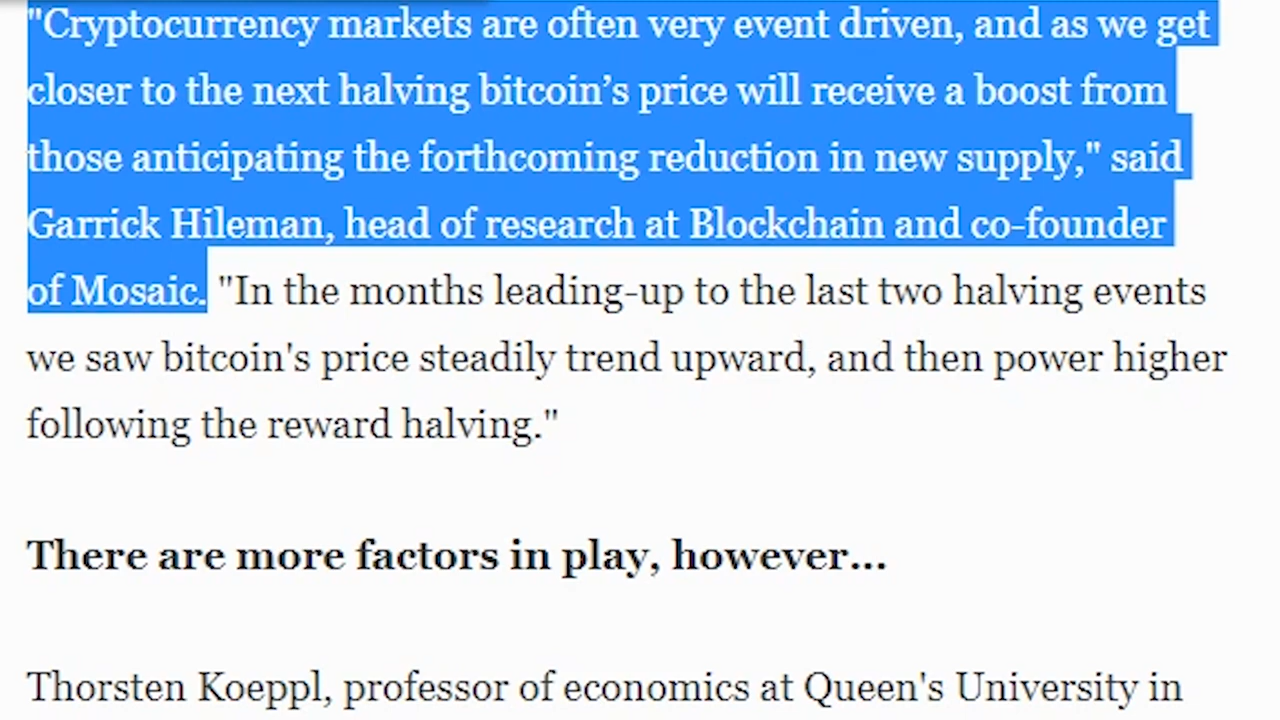 "Cryptocurrency markets are often very event driven, and as we get
closer to the next halving bitcoin’s price will receive a boost from
those anticipating the forthcoming reduction in new supply," said
Garrick Hileman, head of research at Blockchain and co-founder
of Mosaic. "In the months leading-up to the last two halving events
we saw bitcoin's price steadily trend upward, and then power higher
following the reward halving."
There are more factors in play, however...
Thorsten Koeppl, professor of economics at Queen's University in